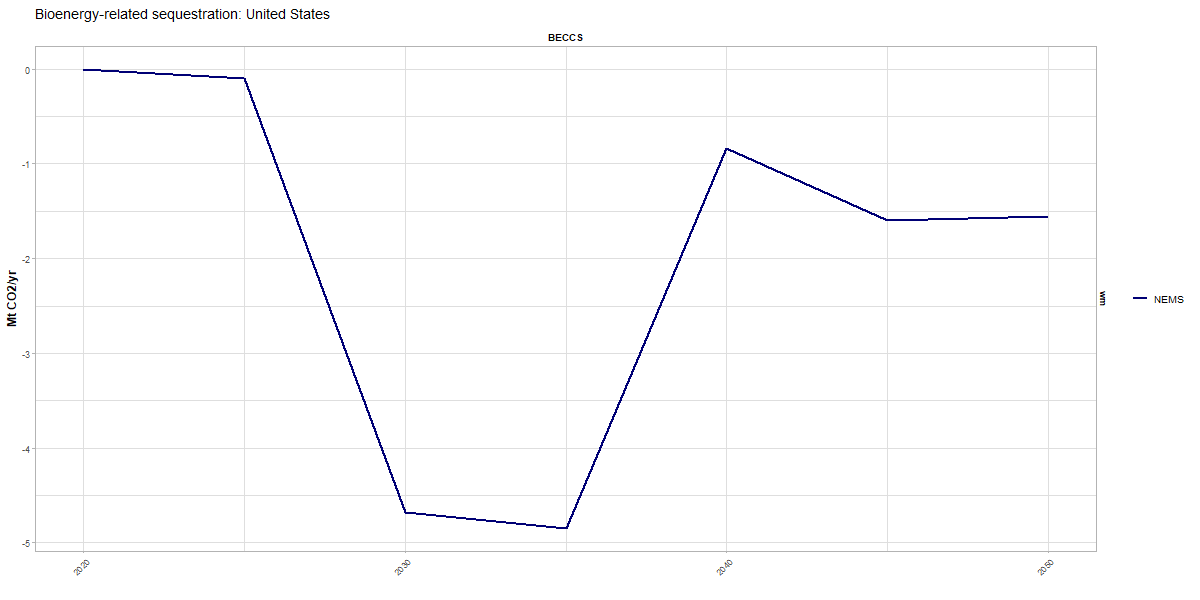 Bioenergy-related sequestration: United States
BECCS
Mt CO2/yr
0
-1
-2
-3
-4
-5
2020
2030
2040
2050
wm
NEMS